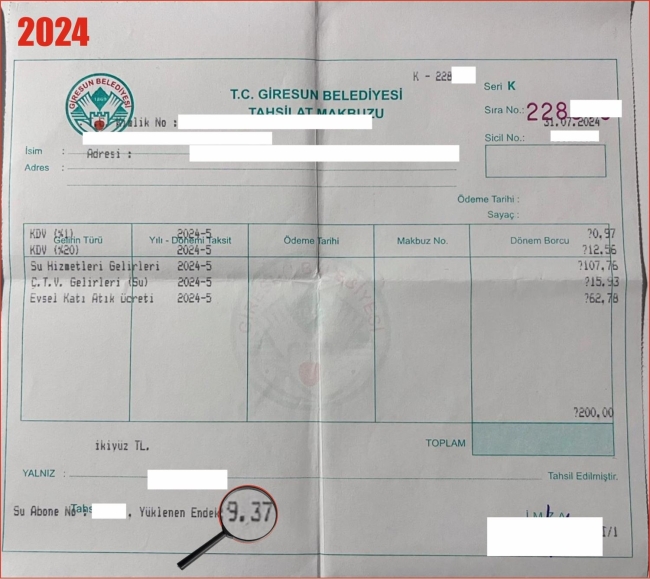 2024
GİRESUN BELEDİYESİ
K - 228
Seri K
T.C. GİRESUN BELEDİYESİ
TAHSİLAT MAKBUZU
Sıra No.: 228
31.07.2024
Kimlik No :
Sicil No.:
İsim :
Adres :
Adresi :
Ödeme Tarihi :
Sayaç :
Gelirin Türü Yılı - Dönemi Taksit Ödeme Tarihi Makbuz No. Dönem Borcu
KDV (%1) 2024-5 ?0,97
KDV (%20) 2024-5 ?12,56
Su Hizmetleri Gelirleri 2024-5 ?107,76
Ç.T.V. Gelirleri (Su) 2024-5 ?15,93
Evsel Katı Atık Ücreti 2024-5 ?62,78
?200,00
ikiyuz TL.
TOPLAM
YALNIZ :
Tahsil Edilmiştir.
Su Abone No : , Yüklenen Endek 9.37